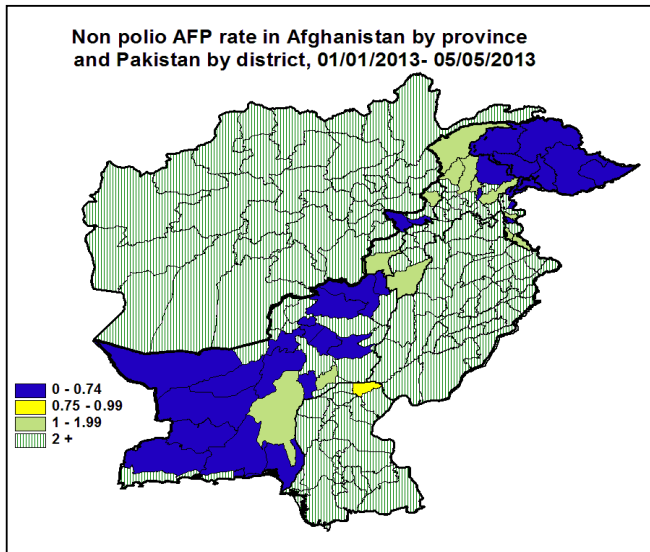 Non polio AFP rate in Afghanistan by province
and Pakistan by district, 01/01/2013- 05/05/2013
0 - 0.74
0.75 - 0.99
1 - 1.99
2 +